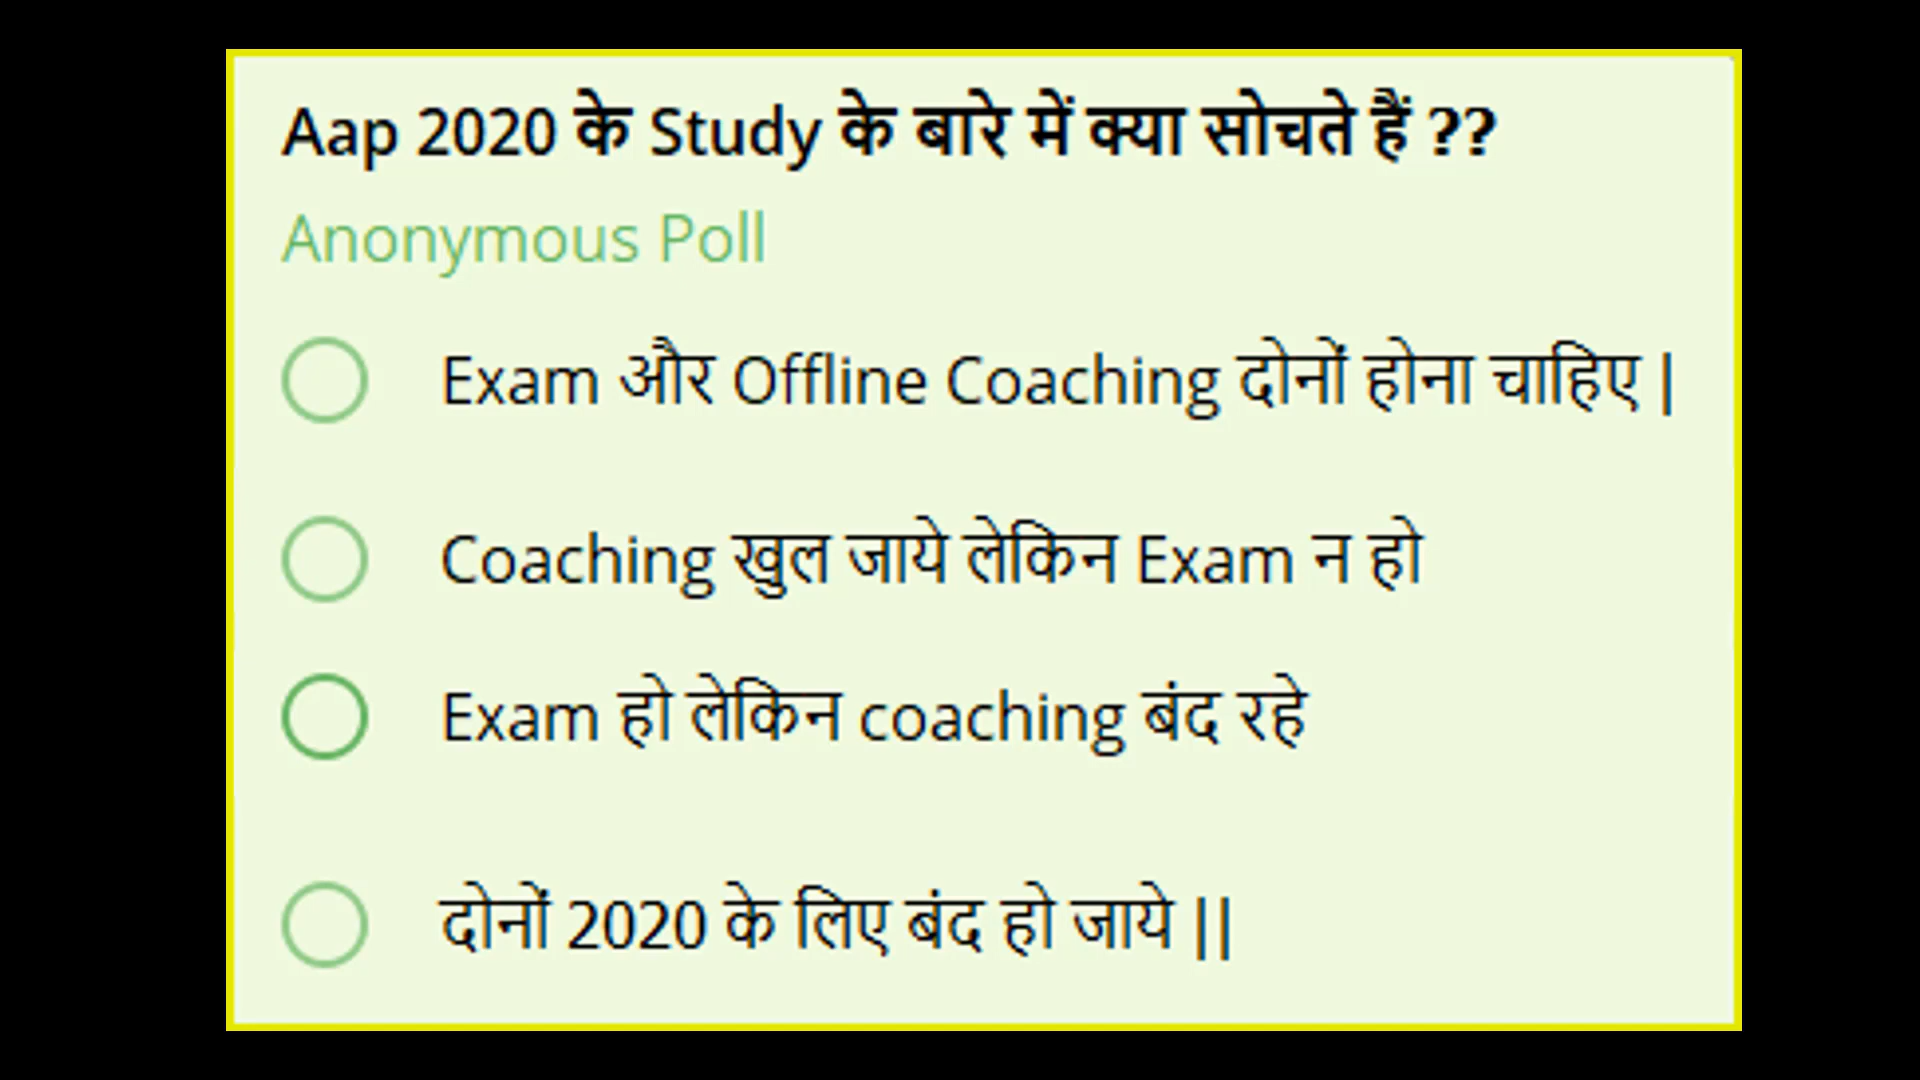 Aap 2020 के Study के बारे में क्या सोचते हैं ??
Anonymous Poll
Exam और Offline Coaching दोनों होना चाहिए |
Coaching खुल जाये लेकिन Exam न हो
Exam हो लेकिन coaching बंद रहे
दोनों 2020 के लिए बंद हो जाये ||